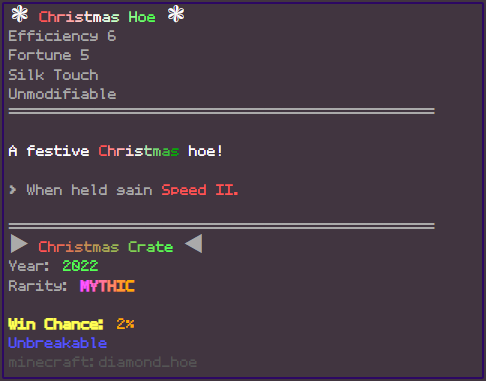 ❃ Christmas Hoe ❃
Efficiency 6
Fortune 5
Silk Touch
Unmodifiable
A festive Christmas hoe!
> When held gain Speed II.
▶ Christmas Crate ◀
Year: 2022
Rarity: MYTHIC
Win Chance: 2%
Unbreakable
minecraft:diamond_hoe